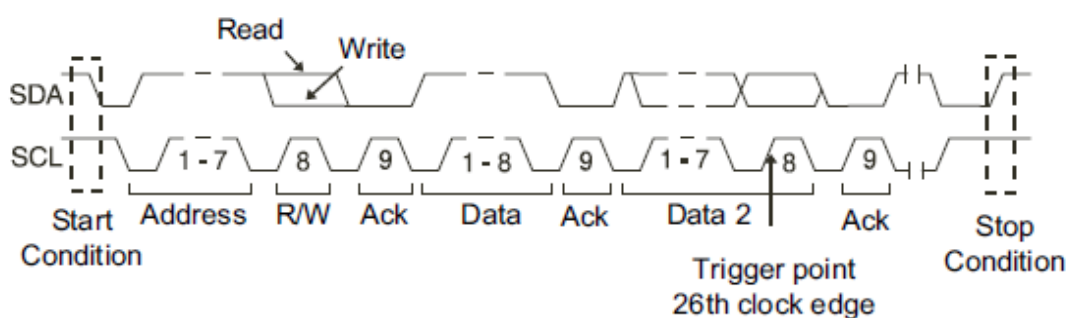 Read
Write
SDA
SCL
1 - 7
8
9
1 - 8
9
1 - 7
8
9
Start
Condition
Address
R/W
Ack
Data
Ack
Data 2
Ack
Stop
Condition
Trigger point
26th clock edge